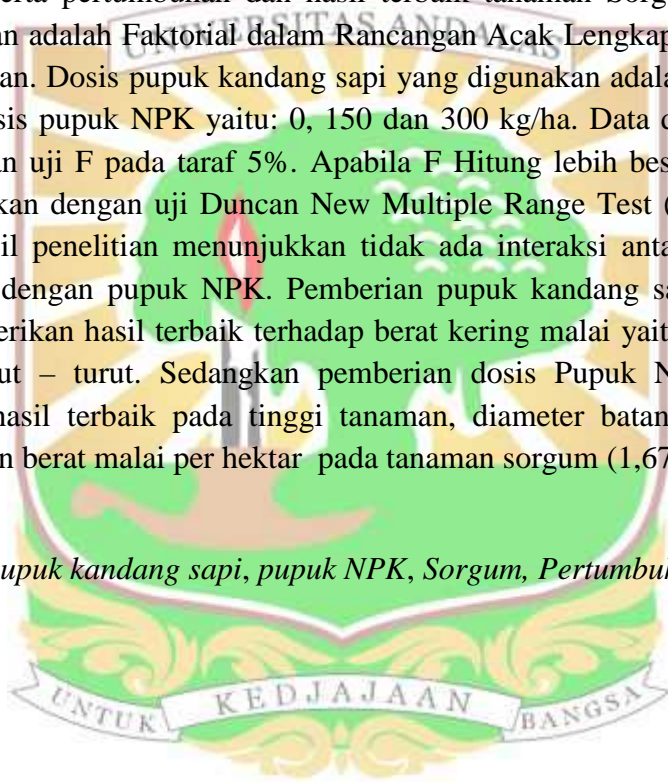 erta pertumbuhan dan hasil terbaik tanaman Sorg
UNIVERSITAS ANDALAS
an adalah Faktorial dalam Rancangan Acak Lengkap
an. Dosis pupuk kandang sapi yang digunakan adala
sis pupuk NPK yaitu: 0, 150 dan 300 kg/ha. Data d
an uji F pada taraf 5%. Apabila F Hitung lebih bes
kan dengan uji Duncan New Multiple Range Test (
il penelitian menunjukkan tidak ada interaksi anta
dengan pupuk NPK. Pemberian pupuk kandang sa
erikan hasil terbaik terhadap berat kering malai yait
ut – turut. Sedangkan pemberian dosis Pupuk N
hasil terbaik pada tinggi tanaman, diameter batan
n berat malai per hektar pada tanaman sorgum (1,67
upuk kandang sapi, pupuk NPK, Sorgum, Pertumbul
UNTUK KEDJAJAAN BANGSA